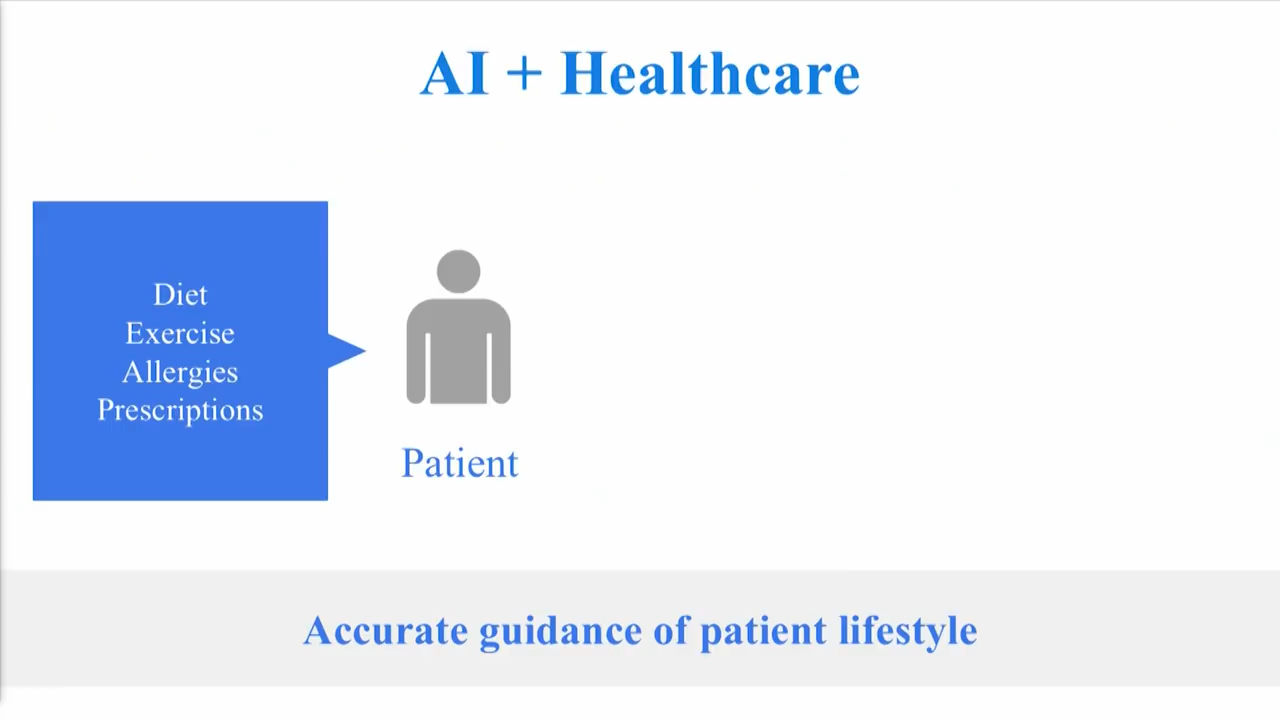 AI + Healthcare
Diet
Exercise
Allergies
Prescriptions
Patient
Accurate guidance of patient lifestyle